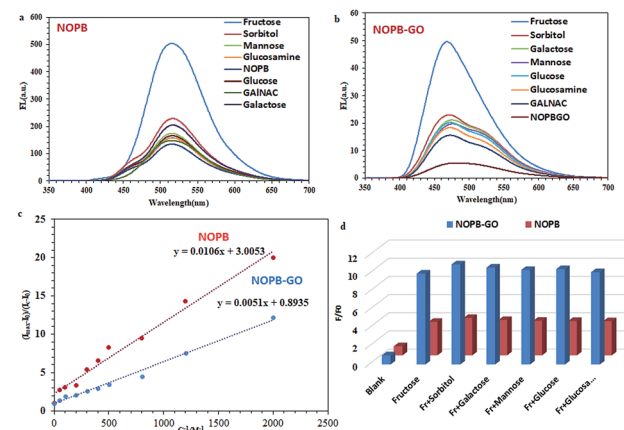 a
NOPB
Fructose
Sorbitol
Mannose
Glucosamine
NOPB
Glucose
GAlNAC
Galactose
FL(a.u.)
600
500
400
300
200
100
0
350 400 450 500 550 600 650 700
Wavelength(nm)
b
NOPB-GO
Fructose
Sorbitol
Galactose
Mannose
Glucose
Glucosamine
GALNAC
NOPBGO
FL(a.u.)
60
50
40
30
20
10
0
350 400 450 500 550 600 650 700
Wavelength(nm)
c
NOPB
y = 0.0106x + 3.0053
NOPB-GO
y = 0.0051x + 0.8935
25
20
15
10
5
0
0 500 1000 1500 2000 2500
d
NOPB-GO NOPB
F/F0
12
10
8
6
4
2
0
Blank
Fructose
Fr+Sorbitol
Fr+Galactose
Fr+Mannose
Fr+Glucose
Fr+Glucosa...